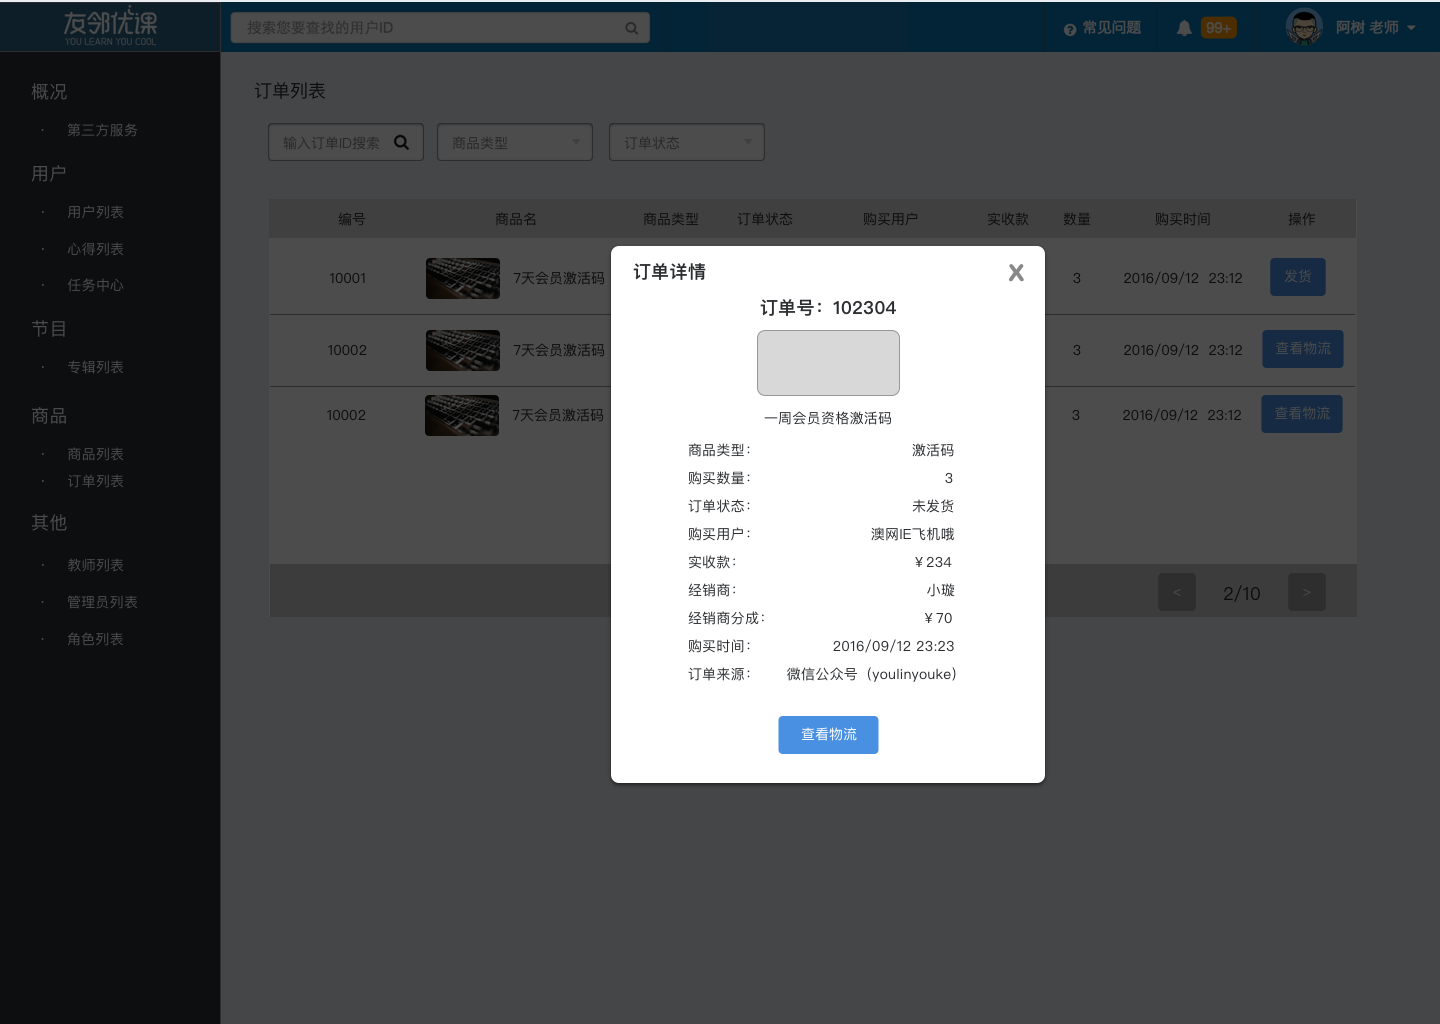 友邻优课
YOU LEARN YOU COOL
搜索您要查找的用户ID
常见问题
99+
阿树 老师
概况
· 第三方服务
用户
· 用户列表
· 心得列表
· 任务中心
节目
· 专辑列表
商品
· 商品列表
· 订单列表
其他
· 教师列表
· 管理员列表
· 角色列表
订单列表
输入订单ID搜索
商品类型
订单状态
编号 商品名 商品类型 订单状态 购买用户 实收款 数量 购买时间 操作
10001 7天会员激活码 3 2016/09/12 23:12 发货
10002 7天会员激活码 3 2016/09/12 23:12 查看物流
10002 7天会员激活码 3 2016/09/12 23:12 查看物流
< 2/10 >
订单详情 X
订单号：102304
一周会员资格激活码
商品类型： 激活码
购买数量： 3
订单状态： 未发货
购买用户： 澳网IE飞机哦
实收款： ￥234
经销商： 小璇
经销商分成： ￥70
购买时间： 2016/09/12 23:23
订单来源： 微信公众号（youlinyouke）
查看物流